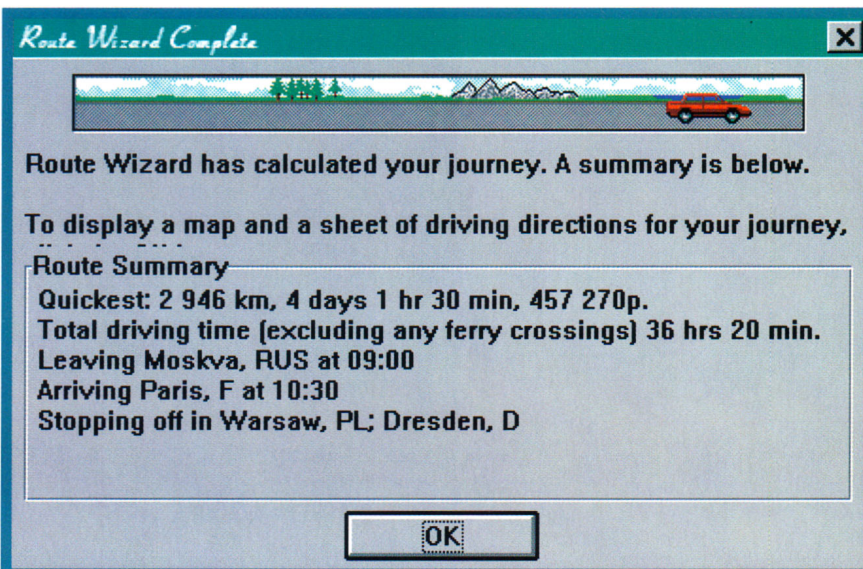 Route Wizard Complete
Route Wizard has calculated your journey. A summary is below.
To display a map and a sheet of driving directions for your journey,
Route Summary
Quickest: 2 946 km, 4 days 1 hr 30 min, 457 270p.
Total driving time (excluding any ferry crossings) 36 hrs 20 min.
Leaving Moskva, RUS at 09:00
Arriving Paris, F at 10:30
Stopping off in Warsaw, PL; Dresden, D
OK